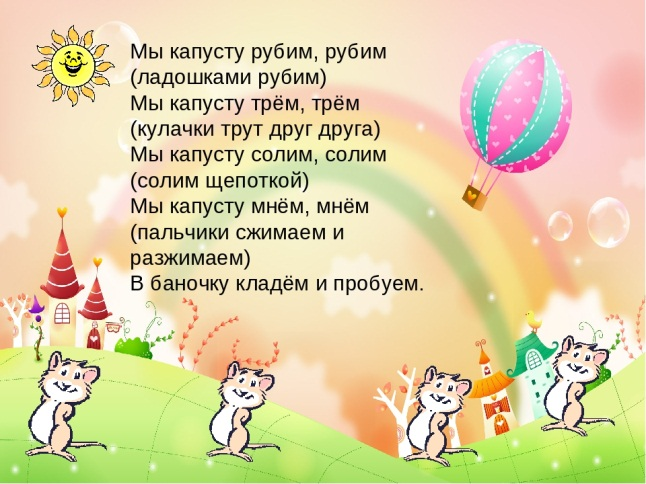 Мы капусту рубим, рубим
(ладошками рубим)
Мы капусту трём, трём
(кулачки трут друг друга)
Мы капусту солим, солим
(солим щепоткой)
Мы капусту мнём, мнём
(пальчики сжимаем и
разжимаем)
В баночку кладём и пробуем.